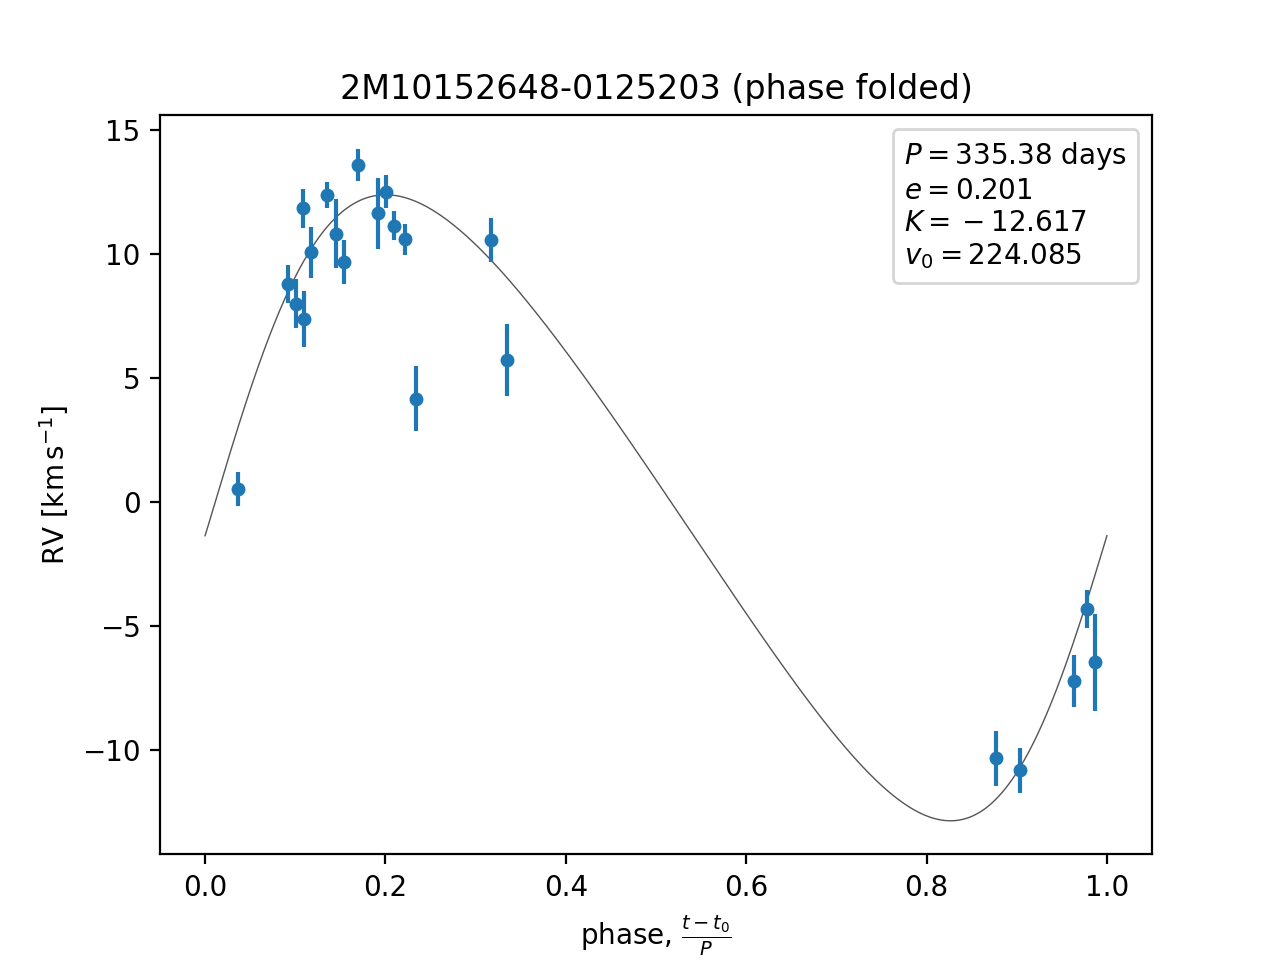 2M10152648-0125203 (phase folded)
15
10
5
0
−5
−10
RV [km s⁻¹]
P = 335.38 days
e = 0.201
K = −12.617
v₀ = 224.085
0.0 0.2 0.4 0.6 0.8 1.0
phase, (t − t₀)/P